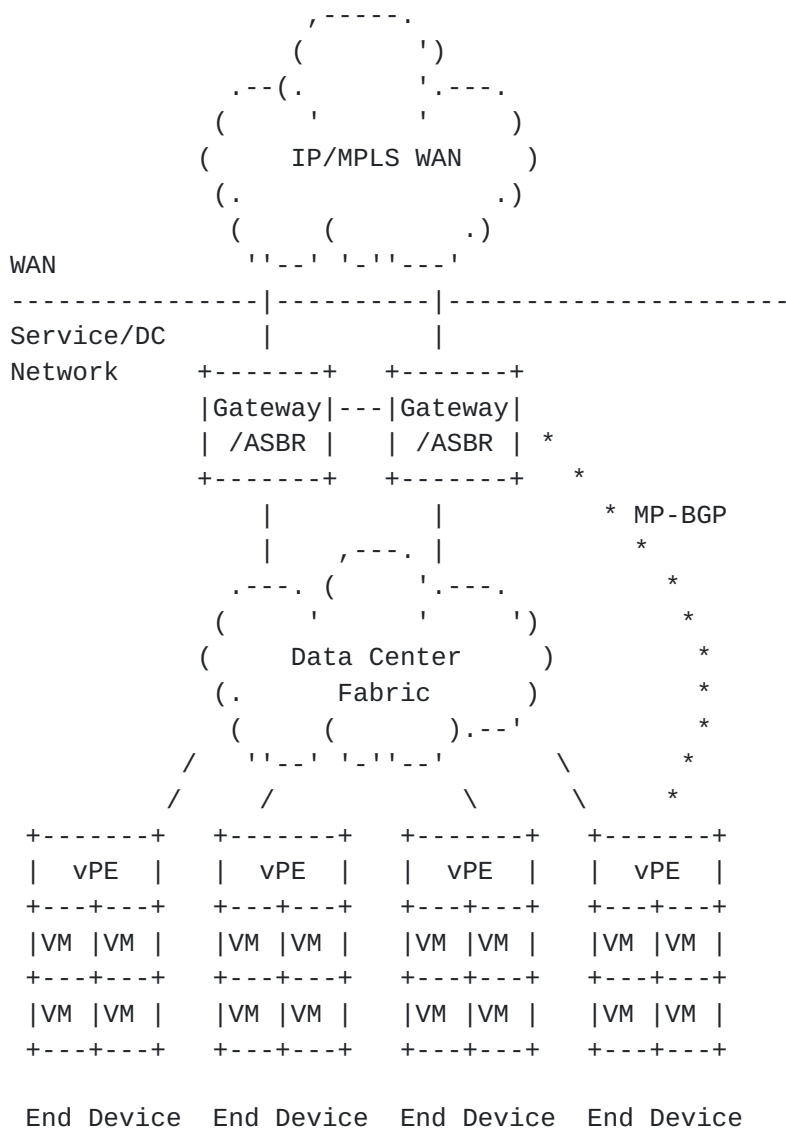 IP/MPLS WAN
WAN
Service/DC
Network
Gateway Gateway
/ASBR /ASBR
MP-BGP
Data Center
Fabric
vPE vPE vPE vPE
VM VM VM VM VM VM VM VM
VM VM VM VM VM VM VM VM
End Device End Device End Device End Device